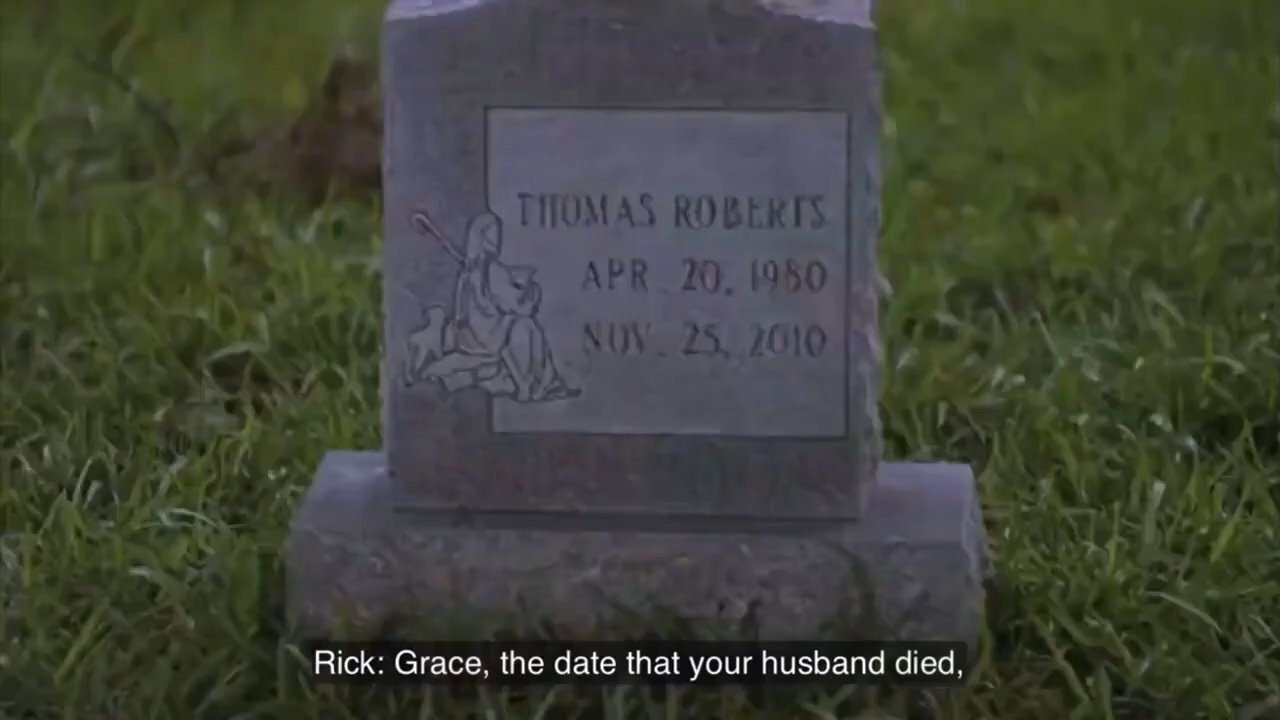 THOMAS ROBERTS
APR. 20, 1980
NOV. 25, 2010
Rick: Grace, the date that your husband died,